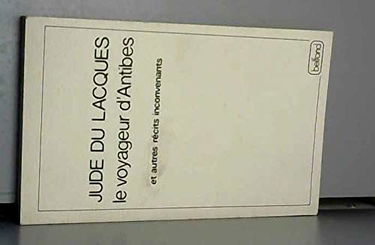 JUDE DU LACQUES
le voyageur d'Antibes
et autres récits inconvenants
belfond